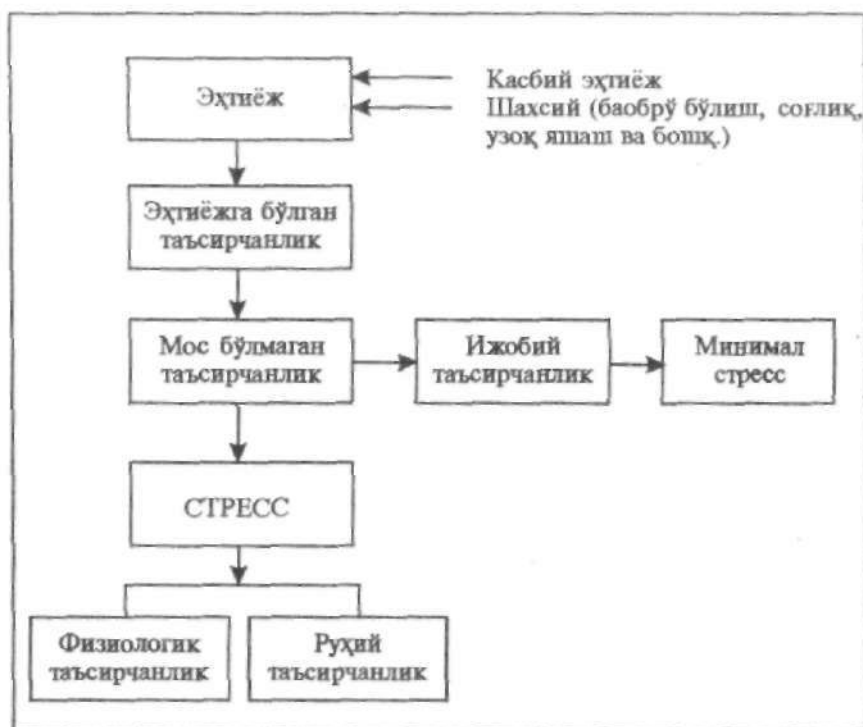 Эҳтиёж
Касбий эҳтиёж
Шахсий (баобрў бўлиш, соғлиқ,
узоқ яшаш ва бошқ.)
Эҳтиёжга бўлган
таъсирчанлик
Мос бўлмаган
таъсирчанлик
Ижобий
таъсирчанлик
Минимал
стресс
СТРЕСС
Физиологик
таъсирчанлик
Руҳий
таъсирчанлик